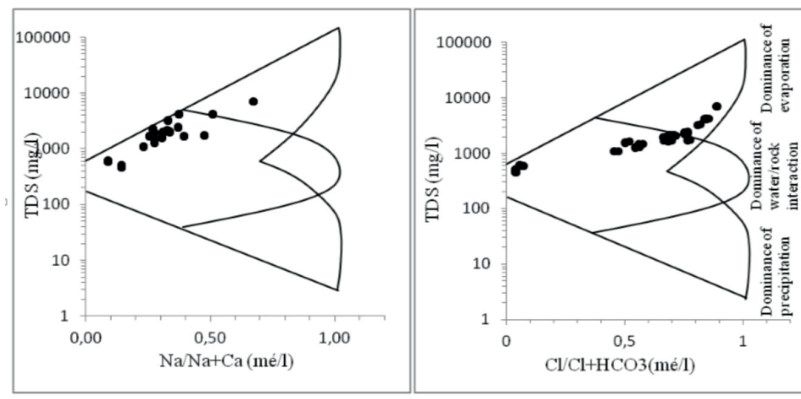 100000
10000
1000
100
10
1
TDS (mg/l)
0,00
0,50
1,00
Na/Na+Ca (mé/l)
100000
10000
1000
100
10
1
TDS (mg/l)
0
0,5
1
Cl/Cl+HCO3(mé/l)
Dominance of
evaporation
Dominance of
water/rock
interaction
Dominance of
precipitation